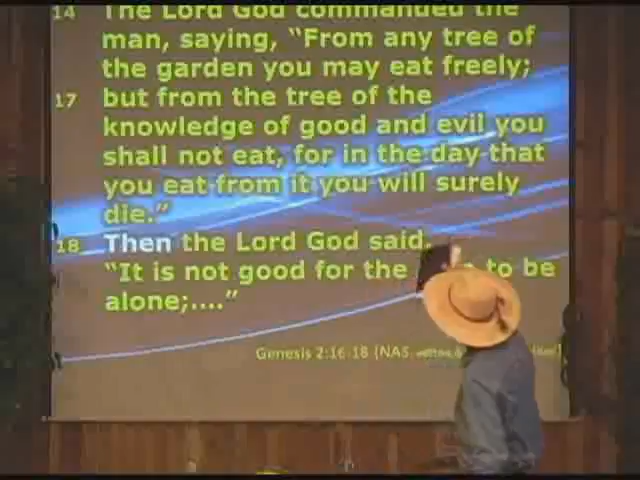 14 The Lord God commanded the
man, saying, “From any tree of
the garden you may eat freely;
17 but from the tree of the
knowledge of good and evil you
shall not eat, for in the day that
you eat from it you will surely
die.”
18 Then the Lord God said,
“It is not good for the to be
alone;....”
Genesis 2:16-18 (NAS